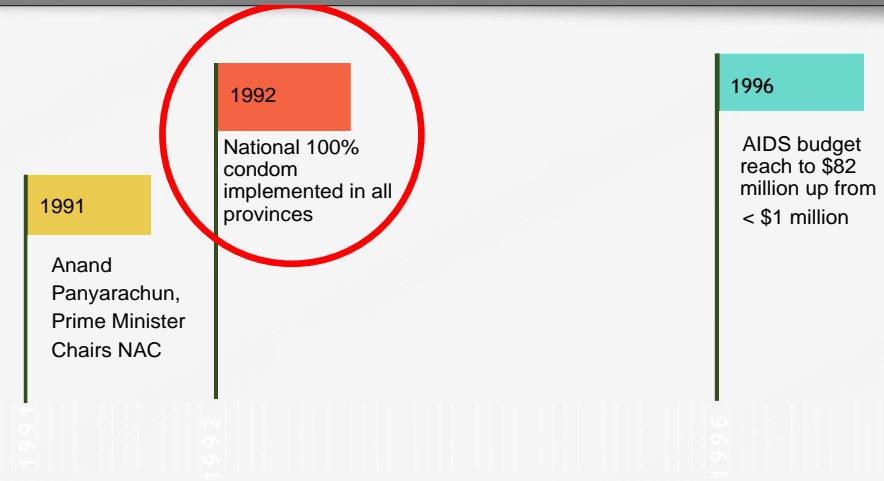 1991
Anand
Panyarachun,
Prime Minister
Chairs NAC
1992
National 100%
condom
implemented in all
provinces
1996
AIDS budget
reach to $82
million up from
< $1 million
1991
1992
1996